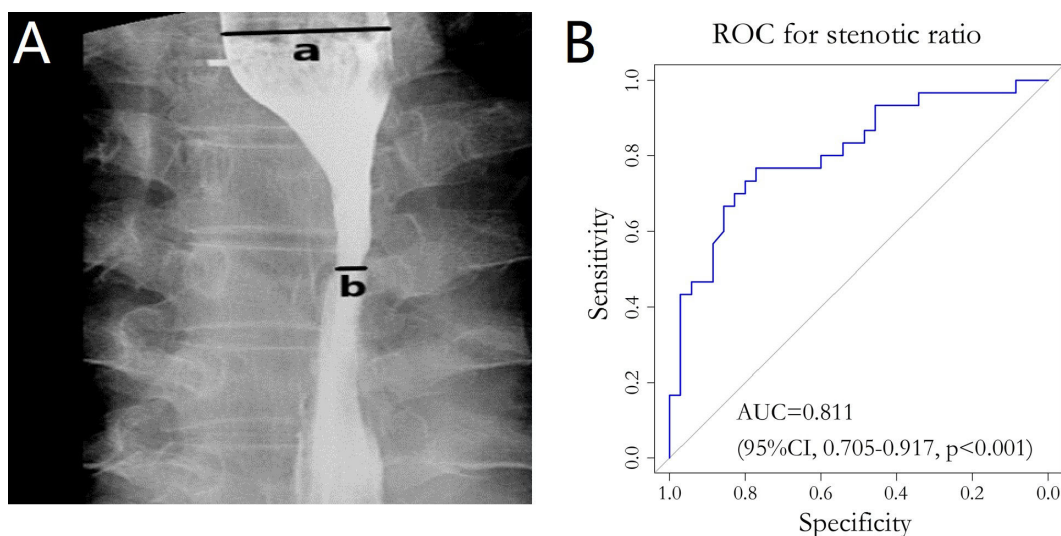 A
a
b
B
ROC for stenotic ratio
Sensitivity
1.0
0.8
0.6
0.4
0.2
0.0
AUC=0.811
(95%CI, 0.705-0.917, p<0.001)
1.0 0.8 0.6 0.4 0.2 0.0
Specificity